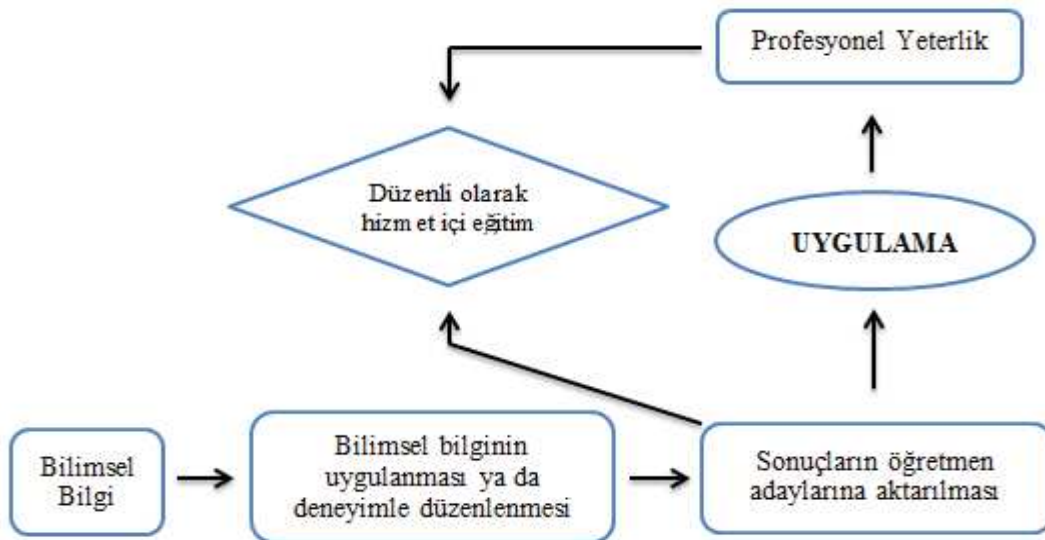 Profesyonel Yeterlik
Düzenli olarak
hizmet içi eğitim
UYGULAMA
Bilimsel
Bilgi
Bilimsel bilginin
uygulanması ya da
deneyimle düzenlenmesi
Sonuçların öğretmen
adaylarına aktarılması